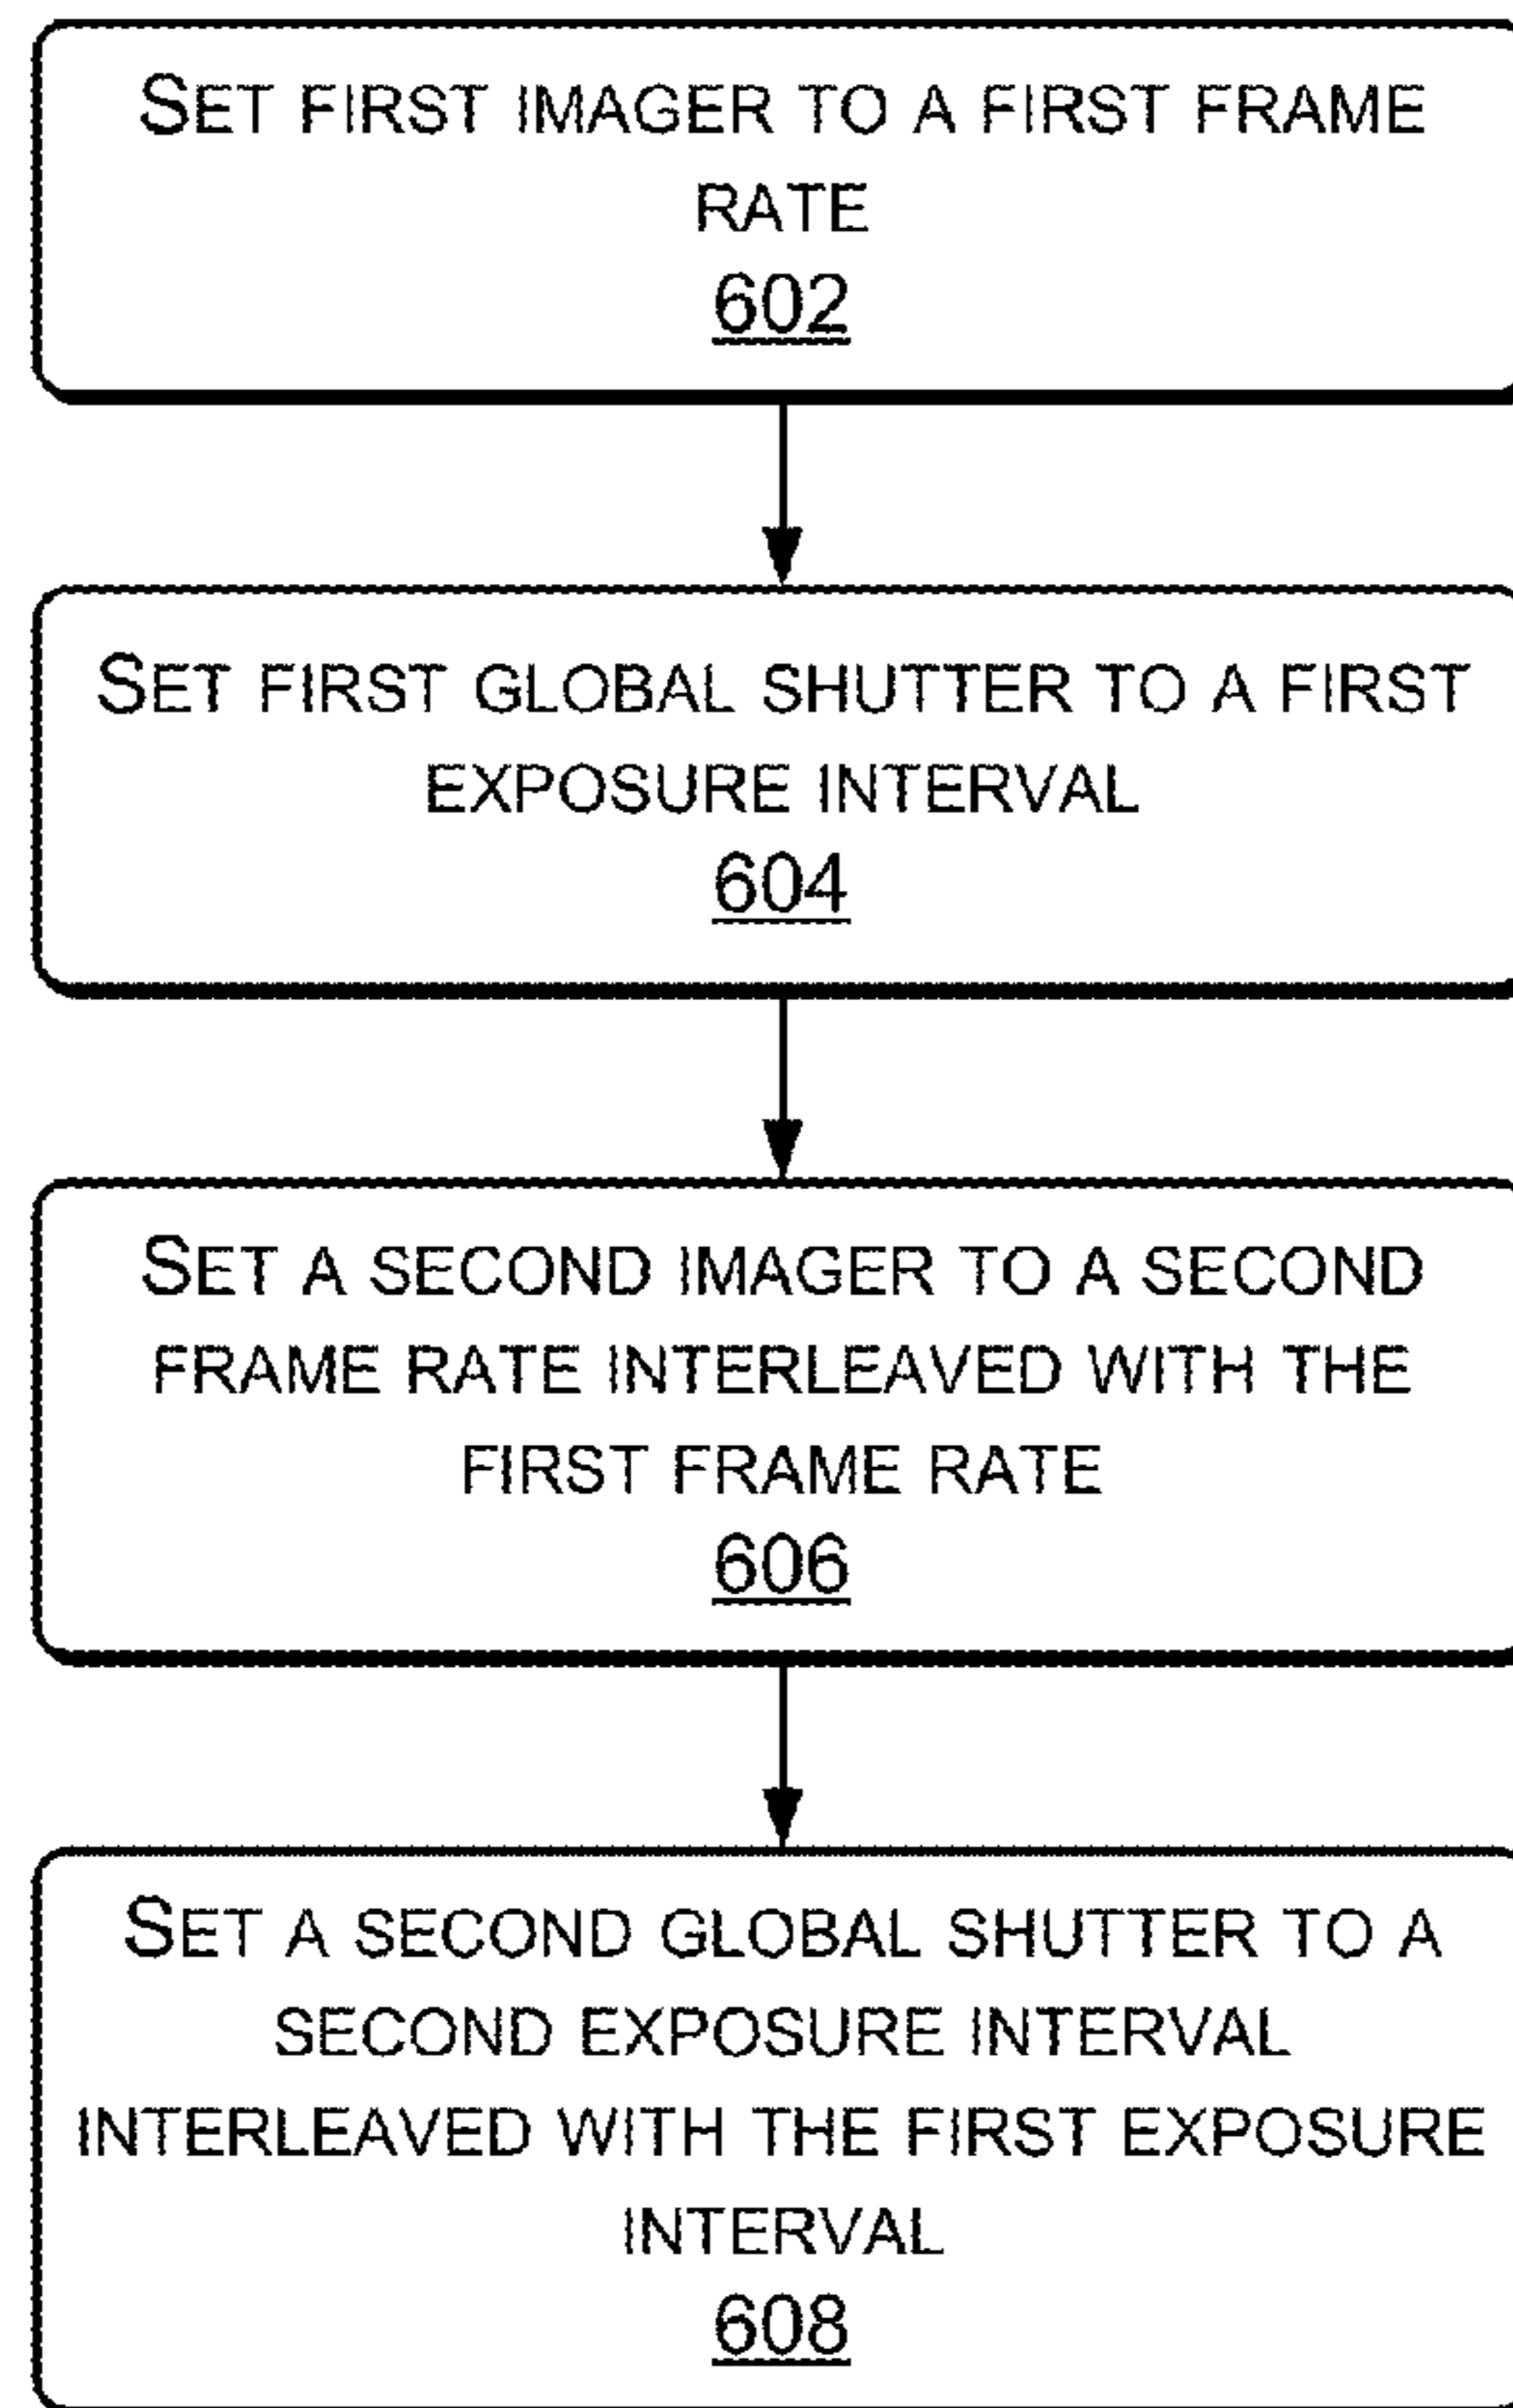 SET FIRST IMAGER TO A FIRST FRAME
RATE
602
SET FIRST GLOBAL SHUTTER TO A FIRST
EXPOSURE INTERVAL
604
SET A SECOND IMAGER TO A SECOND
FRAME RATE INTERLEAVED WITH THE
FIRST FRAME RATE
606
SET A SECOND GLOBAL SHUTTER TO A
SECOND EXPOSURE INTERVAL
INTERLEAVED WITH THE FIRST EXPOSURE
INTERVAL
608